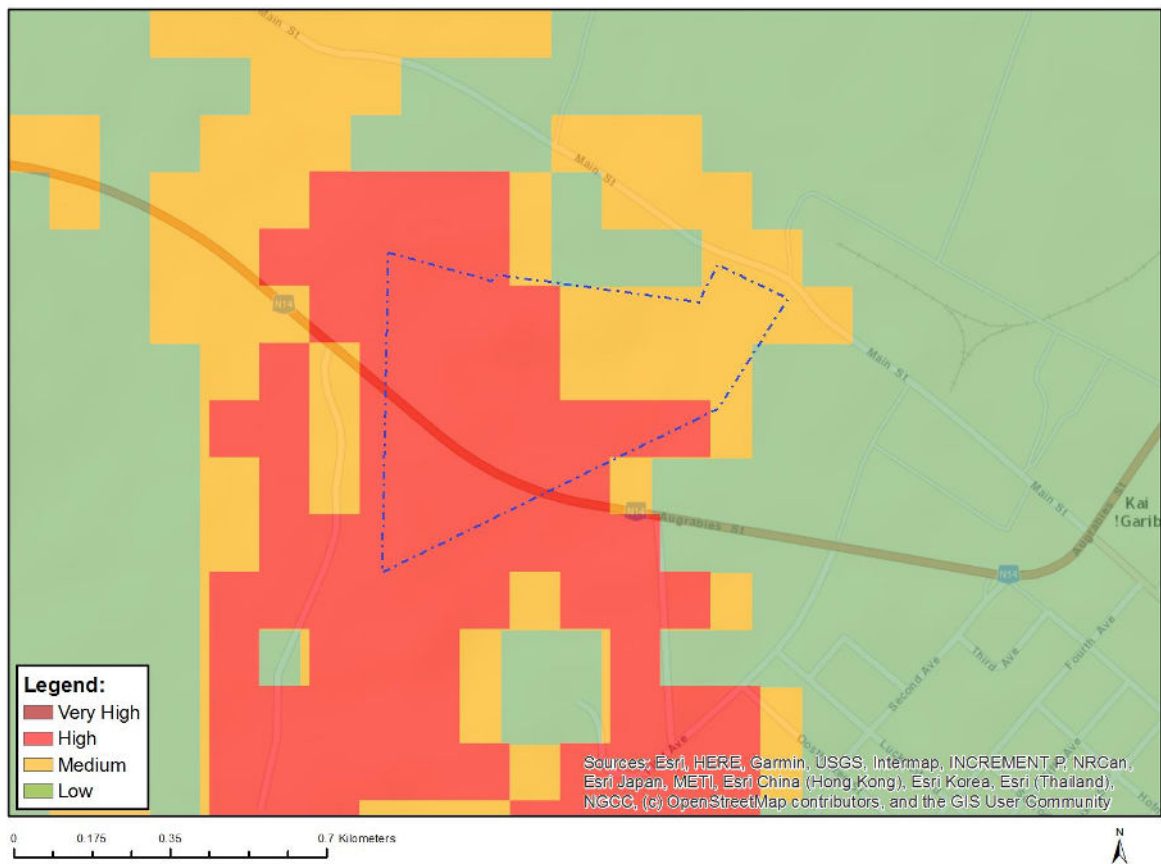 Main St
Main St
N14
Main St
N14
Augrabies St
Main St
Augrabies St
Kai
!Garib
N14
Third Ave
Fourth Ave
Second Ave
Legend:
Very High
High
Medium
Low
Sources: Esri, HERE, Garmin, USGS, Intermap, INCREMENT P, NRCan,
Esri Japan, METI, Esri China (Hong Kong), Esri Korea, Esri (Thailand),
NGCC, (c) OpenStreetMap contributors, and the GIS User Community
0 0.175 0.35 0.7 Kilometers
N